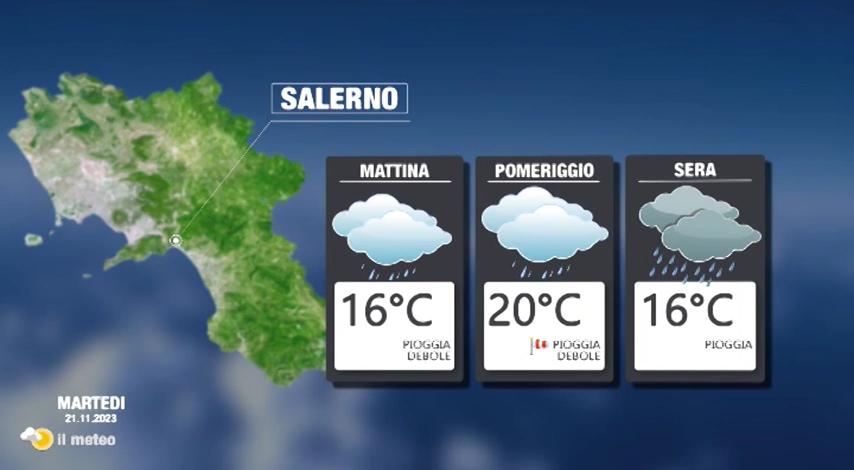 SALERNO
MATTINA
16°C
PIOGGIA
DEBOLE
POMERIGGIO
20°C
PIOGGIA
DEBOLE
SERA
16°C
PIOGGIA
MARTEDI
21.11.2023
il meteo